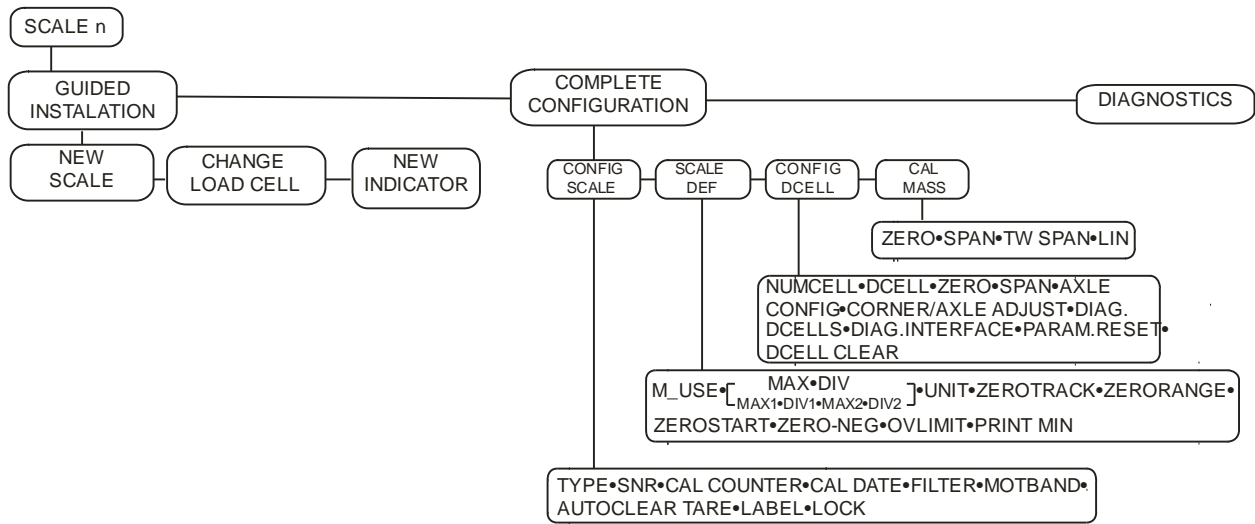 SCALE n
GUIDED
INSTALATION
COMPLETE
CONFIGURATION
DIAGNOSTICS
NEW
SCALE
CHANGE
LOAD CELL
NEW
INDICATOR
CONFIG
SCALE
SCALE
DEF
CONFIG
DCELL
CAL
MASS
ZERO•SPAN•TW SPAN•LIN
NUMCELL•DCELL•ZERO•SPAN•AXLE
CONFIG•CORNER/AXLE ADJUST•DIAG.
DCELLS•DIAG.INTERFACE•PARAM.RESET•
DCELL CLEAR
M_USE•[MAX•DIV
MAX1•DIV1•MAX2•DIV2]•UNIT•ZEROTRACK•ZERORANGE•
ZEROSTART•ZERO-NEG•OVLIMIT•PRINT MIN
TYPE•SNR•CAL COUNTER•CAL DATE•FILTER•MOTBAND•
AUTOCLEAR TARE•LABEL•LOCK